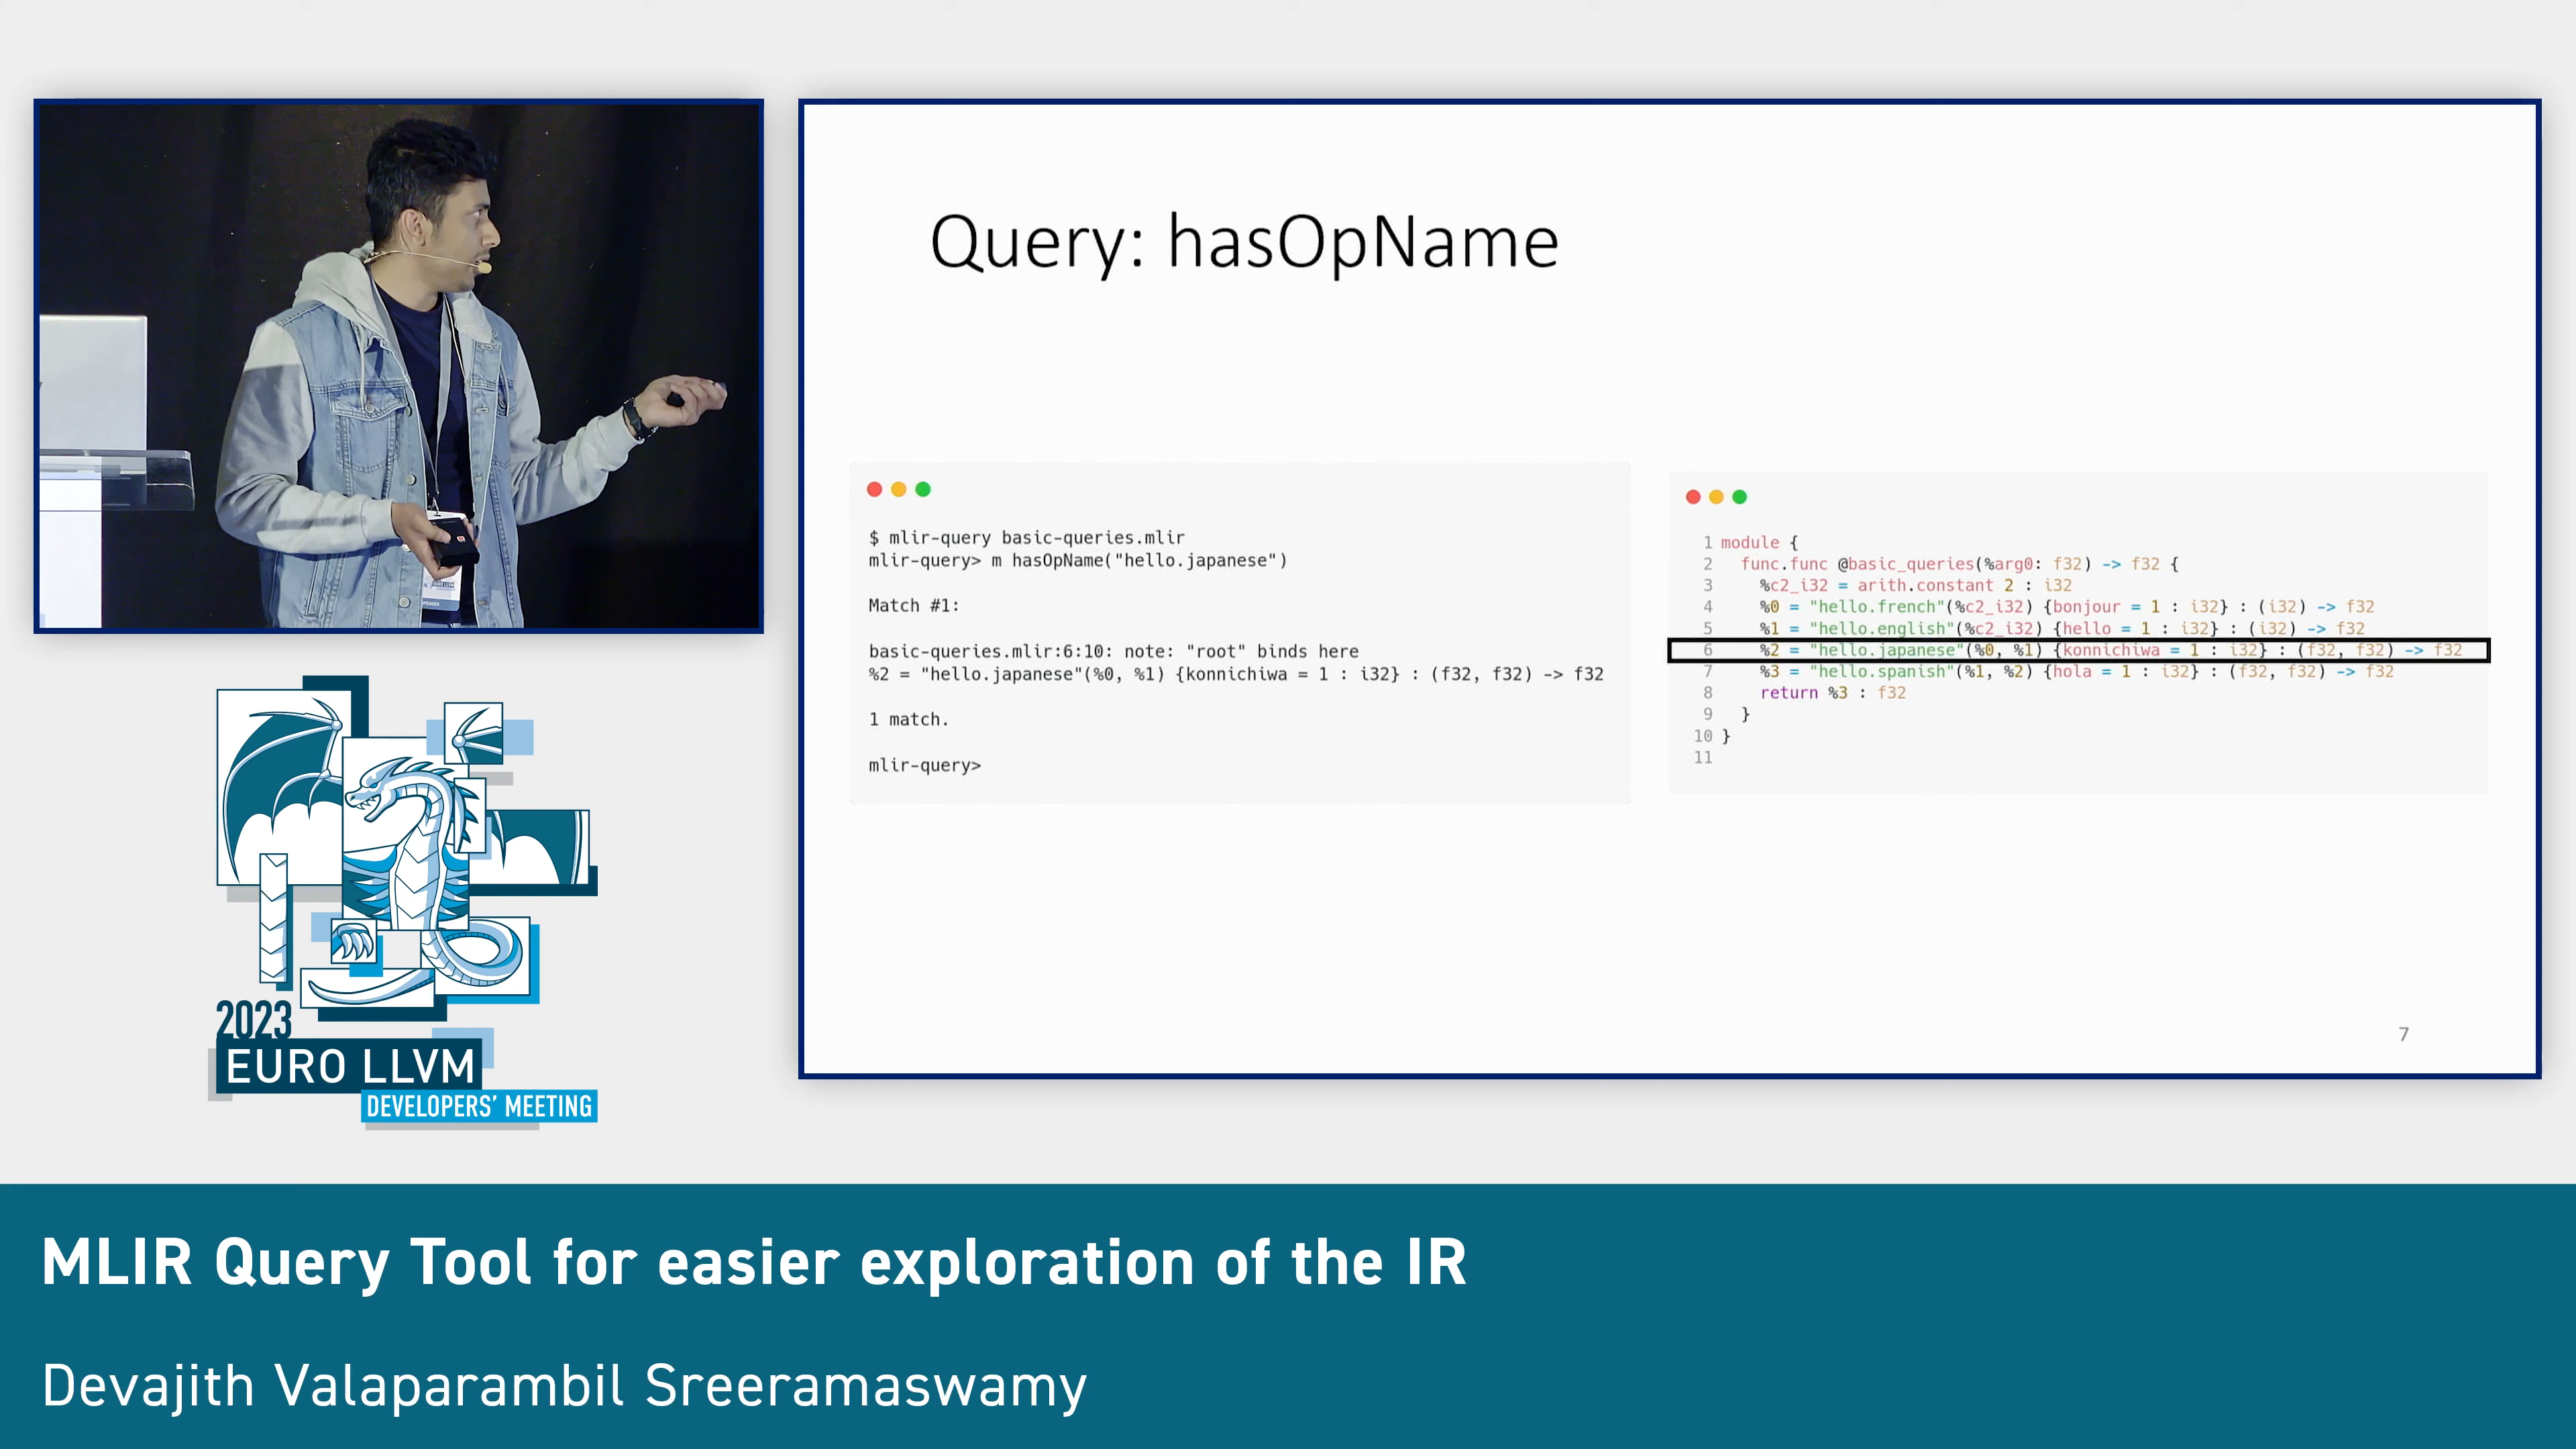 Query: hasOpName
$ mlir-query basic-queries.mlir
mlir-query> m hasOpName("hello.japanese")
Match #1:
basic-queries.mlir:6:10: note: "root" binds here
%2 = "hello.japanese"(%0, %1) {konnichiwa = 1 : i32} : (f32, f32) -> f32
1 match.
mlir-query>
1 module {
2 func.func @basic_queries(%arg0: f32) -> f32 {
3 %c2_i32 = arith.constant 2 : i32
4 %0 = "hello.french"(%c2_i32) {bonjour = 1 : i32} : (i32) -> f32
5 %1 = "hello.english"(%c2_i32) {hello = 1 : i32} : (i32) -> f32
6 %2 = "hello.japanese"(%0, %1) {konnichiwa = 1 : i32} : (f32, f32) -> f32
7 %3 = "hello.spanish"(%1, %2) {hola = 1 : i32} : (f32, f32) -> f32
8 return %3 : f32
9 }
10 }
11
7
2023
EURO LLVM
DEVELOPERS' MEETING
MLIR Query Tool for easier exploration of the IR
Devajith Valaparambil Sreeramaswamy